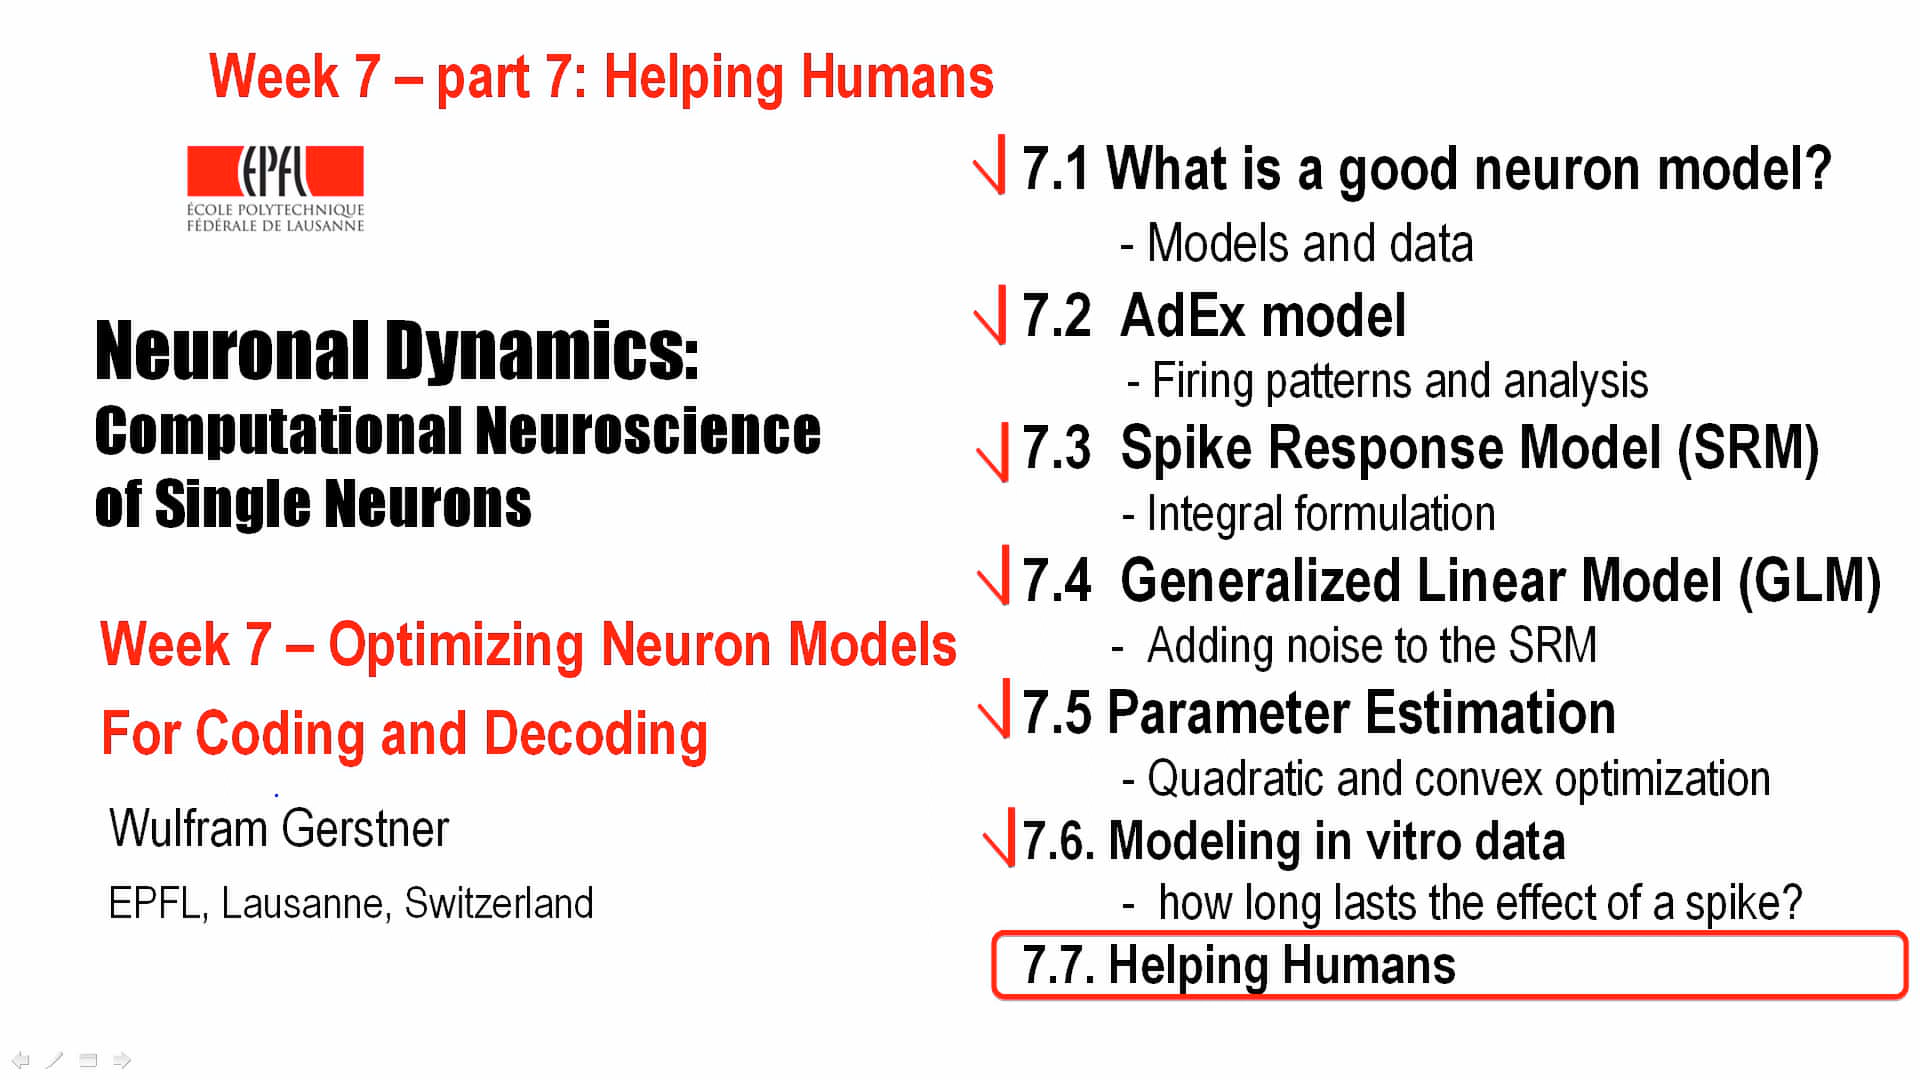 Week 7 – part 7: Helping Humans
EPFL
ÉCOLE POLYTECHNIQUE
FÉDÉRALE DE LAUSANNE
Neuronal Dynamics:
Computational Neuroscience
of Single Neurons
Week 7 – Optimizing Neuron Models
For Coding and Decoding
Wulfram Gerstner
EPFL, Lausanne, Switzerland
7.1 What is a good neuron model?
- Models and data
7.2 AdEx model
- Firing patterns and analysis
7.3 Spike Response Model (SRM)
- Integral formulation
7.4 Generalized Linear Model (GLM)
- Adding noise to the SRM
7.5 Parameter Estimation
- Quadratic and convex optimization
7.6. Modeling in vitro data
- how long lasts the effect of a spike?
7.7. Helping Humans